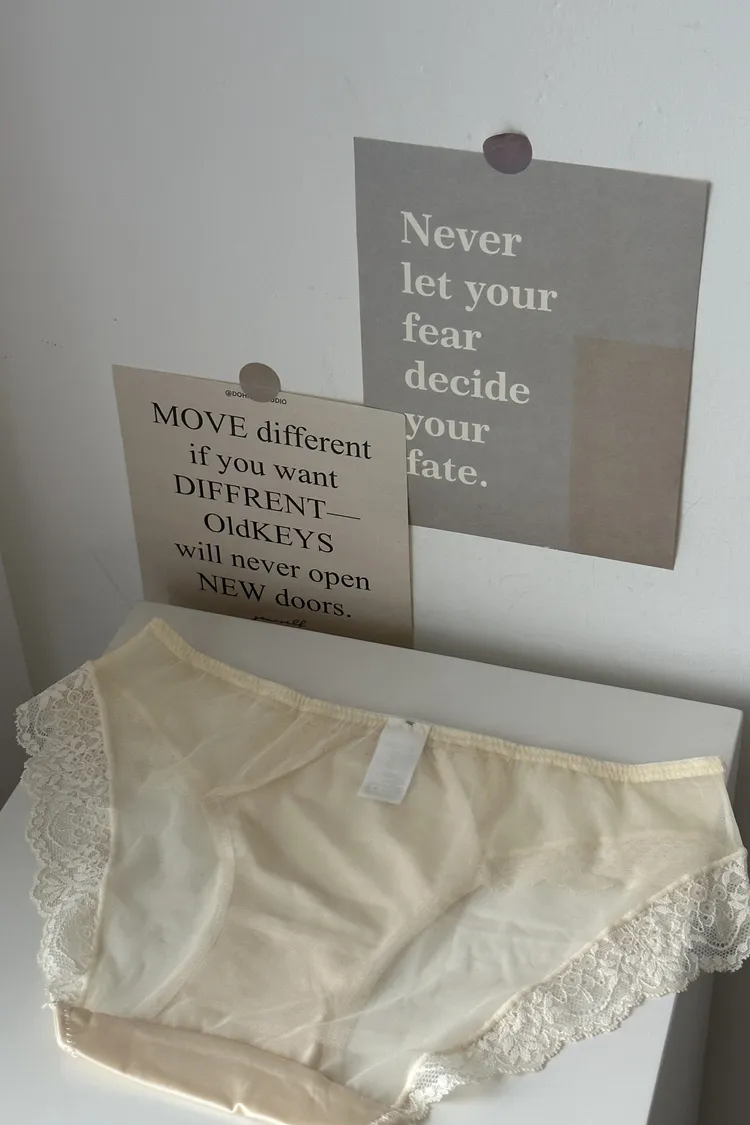 Never
let your
fear
decide
your
fate.
MOVE different
if you want
DIFFRENT—
OldKEYS
will never open
NEW doors.
yourself